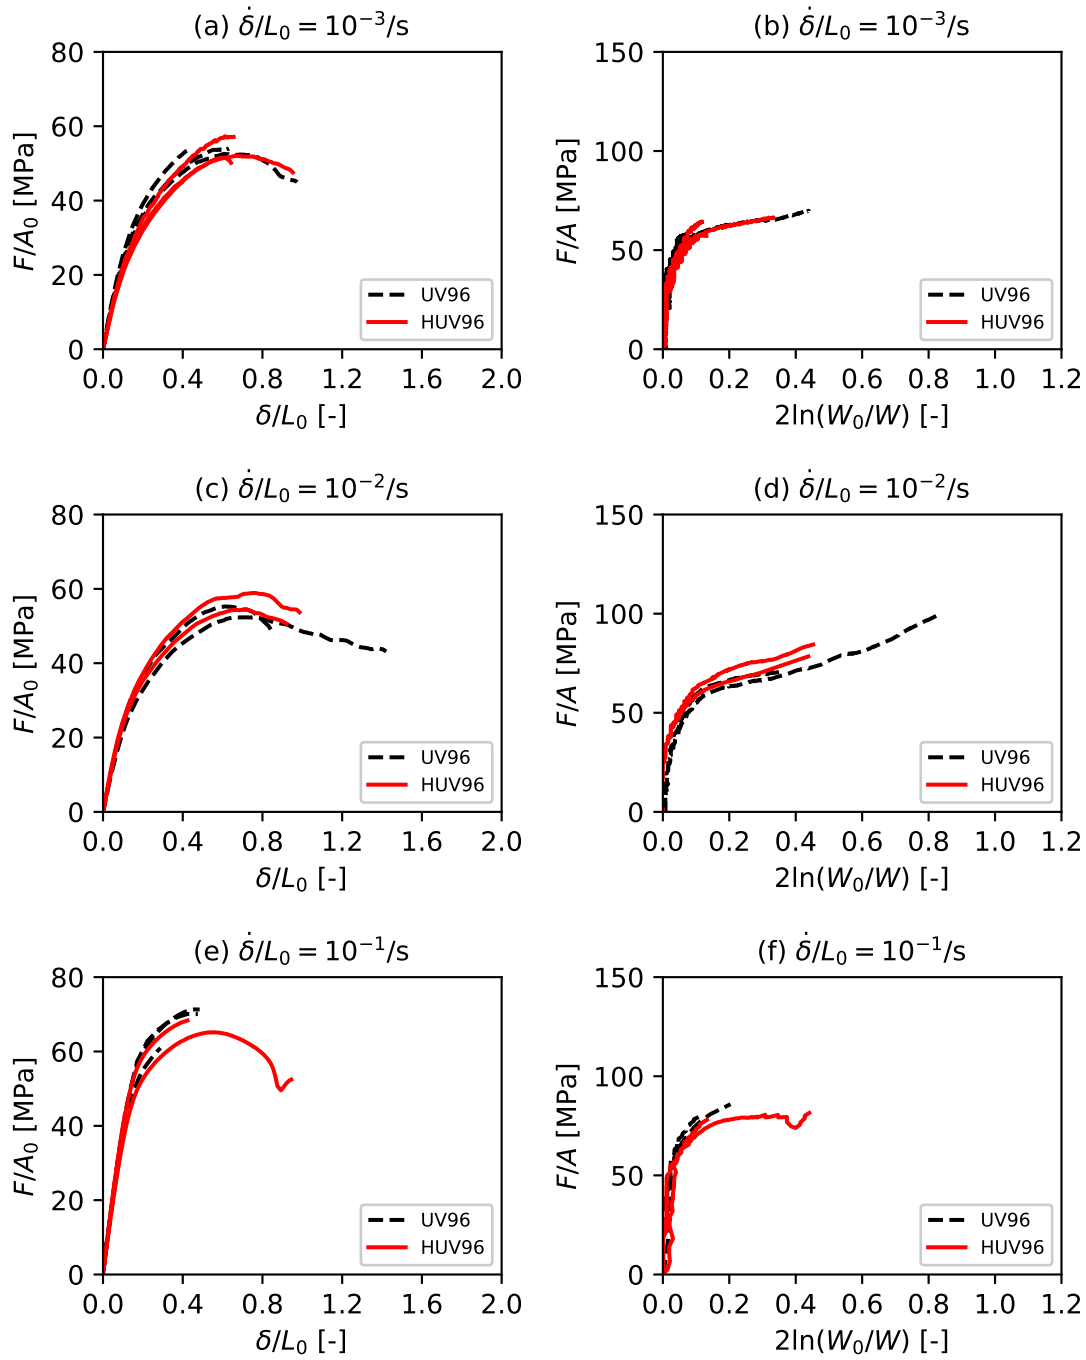 (a) δ̇/L₀ = 10⁻³/s
80
60
40
20
0
F/A₀ [MPa]
UV96
HUV96
0.0 0.4 0.8 1.2 1.6 2.0
δ/L₀ [-]
(b) δ̇/L₀ = 10⁻³/s
150
100
50
0
F/A [MPa]
UV96
HUV96
0.0 0.2 0.4 0.6 0.8 1.0 1.2
2ln(W₀/W) [-]
(c) δ̇/L₀ = 10⁻²/s
80
60
40
20
0
F/A₀ [MPa]
UV96
HUV96
0.0 0.4 0.8 1.2 1.6 2.0
δ/L₀ [-]
(d) δ̇/L₀ = 10⁻²/s
150
100
50
0
F/A [MPa]
UV96
HUV96
0.0 0.2 0.4 0.6 0.8 1.0 1.2
2ln(W₀/W) [-]
(e) δ̇/L₀ = 10⁻¹/s
80
60
40
20
0
F/A₀ [MPa]
UV96
HUV96
0.0 0.4 0.8 1.2 1.6 2.0
δ/L₀ [-]
(f) δ̇/L₀ = 10⁻¹/s
150
100
50
0
F/A [MPa]
UV96
HUV96
0.0 0.2 0.4 0.6 0.8 1.0 1.2
2ln(W₀/W) [-]